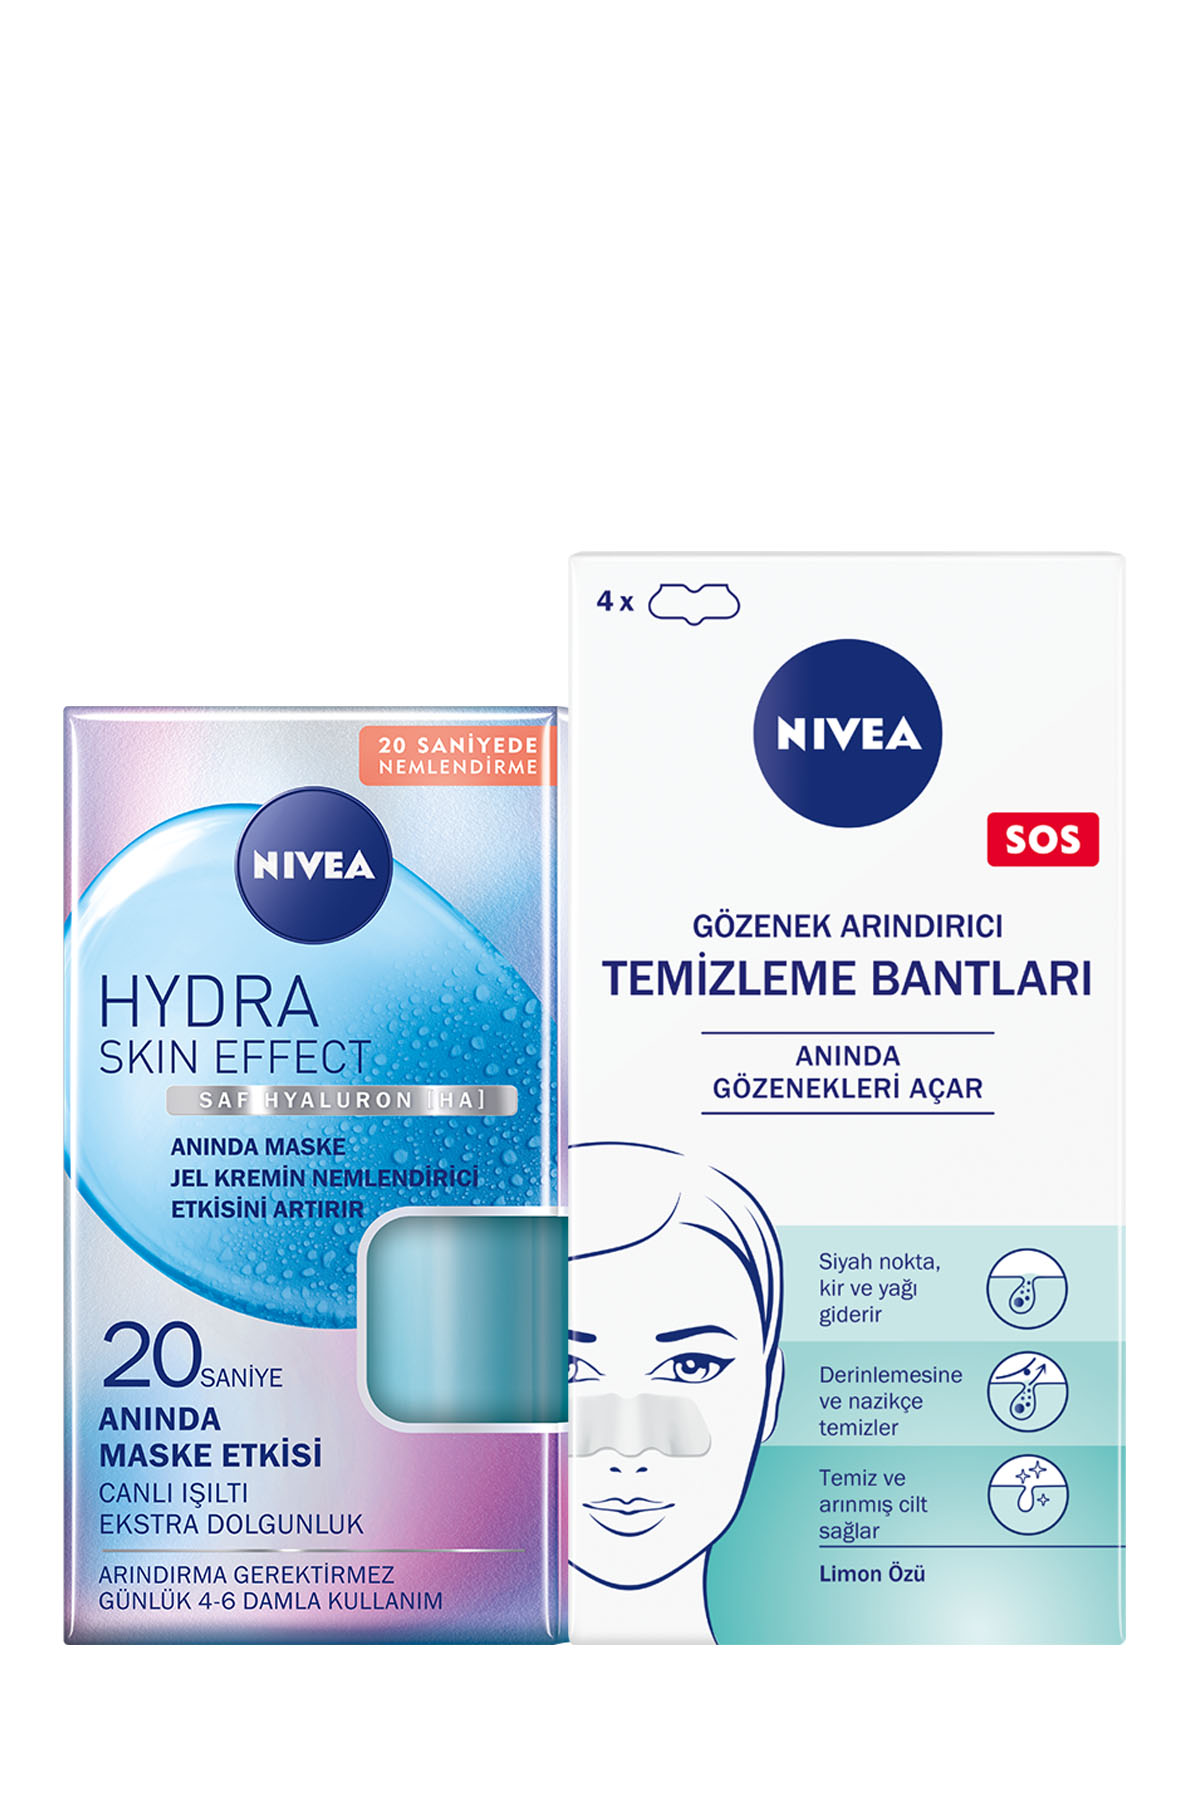 20 SANİYEDE
NEMLENDİRME
NIVEA
HYDRA
SKIN EFFECT
SAF HYALURON [HA]
ANINDA MASKE
JEL KREMİN NEMLENDİRİCİ
ETKİSİNİ ARTIRIR
20 SANİYE
ANINDA
MASKE ETKİSİ
CANLI IŞILTI
EKSTRA DOLGUNLUK
ARINDIRMA GEREKTİRMEZ
GÜNLÜK 4-6 DAMLA KULLANIM
4 x
NIVEA
SOS
GÖZENEK ARINDIRICI
TEMİZLEME BANTLARI
ANINDA
GÖZENEKLERİ AÇAR
Siyah nokta,
kir ve yağı
giderir
Derinlemesine
ve nazikçe
temizler
Temiz ve
arınmış cilt
sağlar
Limon Özü